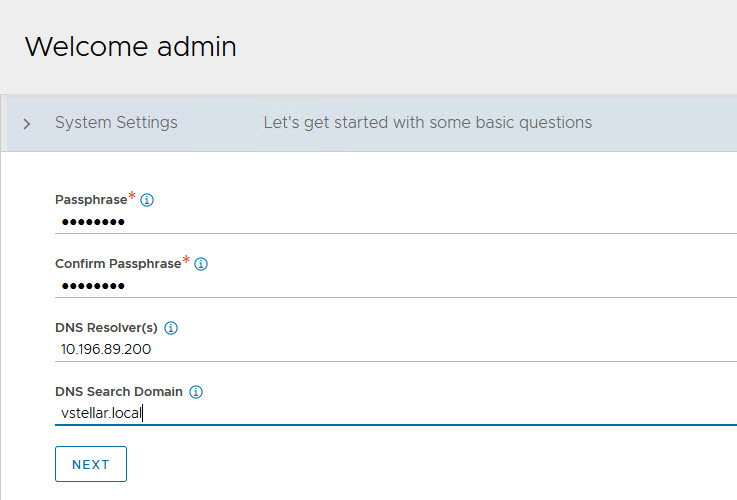 Welcome admin
System Settings Let's get started with some basic questions
Passphrase*
••••••••
Confirm Passphrase*
••••••••
DNS Resolver(s)
10.196.89.200
DNS Search Domain
vstellar.local
NEXT